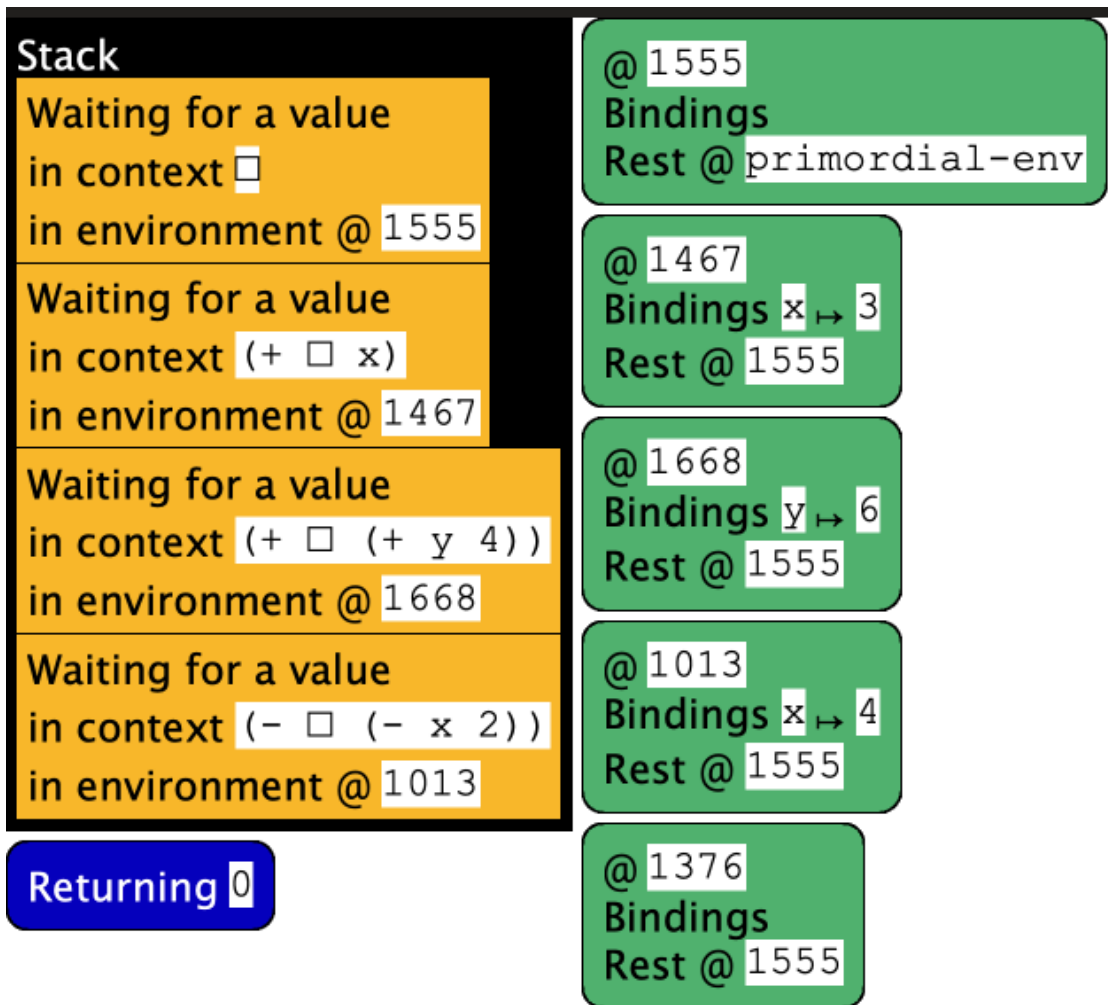 Stack
Waiting for a value
in context □
in environment @ 1555
Waiting for a value
in context (+ □ x)
in environment @ 1467
Waiting for a value
in context (+ □ (+ y 4))
in environment @ 1668
Waiting for a value
in context (- □ (- x 2))
in environment @ 1013
Returning 0
@ 1555
Bindings
Rest @ primordial-env
@ 1467
Bindings x ↦ 3
Rest @ 1555
@ 1668
Bindings y ↦ 6
Rest @ 1555
@ 1013
Bindings x ↦ 4
Rest @ 1555
@ 1376
Bindings
Rest @ 1555